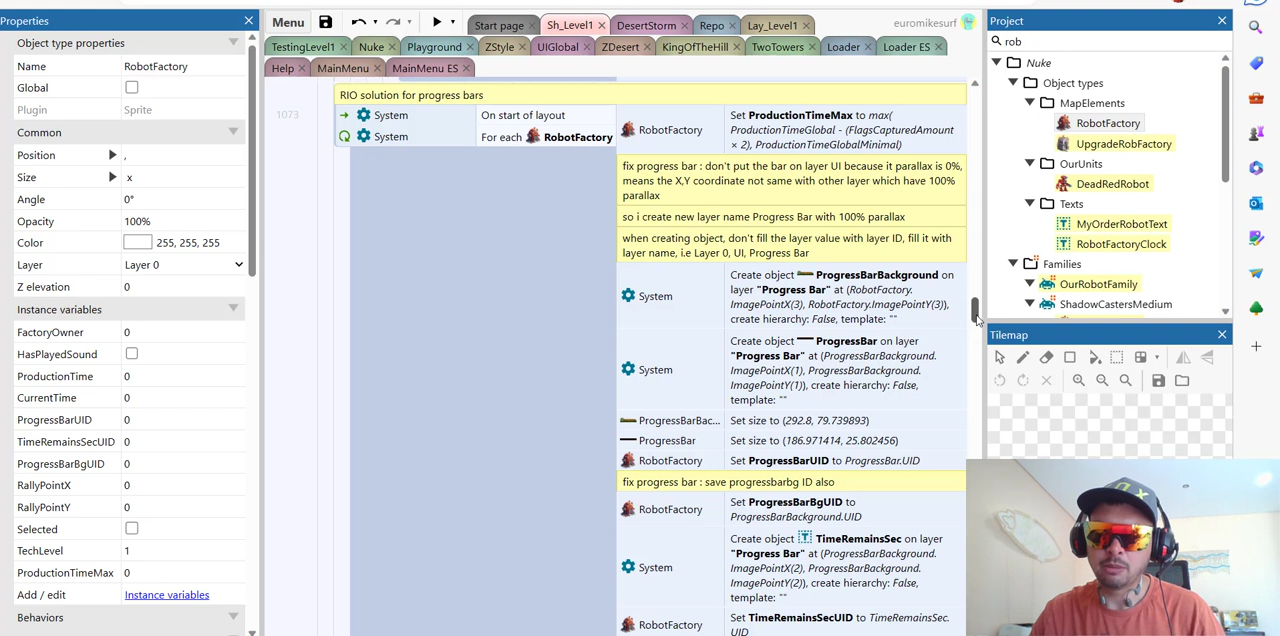 Properties
Object type properties
Name RobotFactory
Global
Plugin Sprite
Common
Position ,
Size x
Angle 0°
Opacity 100%
Color 255, 255, 255
Layer Layer 0
Z elevation 0
Instance variables
FactoryOwner 0
HasPlayedSound
ProductionTime 0
CurrentTime 0
ProgressBarUID 0
TimeRemainsSecUID 0
ProgressBarBgUID 0
RallyPointX 0
RallyPointY 0
Selected
TechLevel 1
ProductionTimeMax 0
Add / edit Instance variables
Behaviors
Menu Start page Sh_Level1 DesertStorm Repo Lay_Level1 euromikesurf
TestingLevel1 Nuke Playground ZStyle UIGlobal ZDesert KingOfTheHill TwoTowers Loader Loader ES
Help MainMenu MainMenu ES
RIO solution for progress bars
1073
System On start of layout
System For each RobotFactory
RobotFactory Set ProductionTimeMax to max(
ProductionTimeGlobal - (FlagsCapturedAmount
× 2), ProductionTimeGlobalMinimal)
fix progress bar : don't put the bar on layer UI because it parallax is 0%,
means the X,Y coordinate not same with other layer which have 100%
parallax
so i create new layer name Progress Bar with 100% parallax
when creating object, don't fill the layer value with layer ID, fill it with
layer name, i.e Layer 0, UI, Progress Bar
System Create object ProgressBarBackground on
layer "Progress Bar" at (RobotFactory.
ImagePointX(3), RobotFactory.ImagePointY(3)),
create hierarchy: False, template: ""
System Create object ProgressBar on layer
"Progress Bar" at (ProgressBarBackground.
ImagePointX(1), ProgressBarBackground.
ImagePointY(1)), create hierarchy: False,
template: ""
ProgressBarBac... Set size to (292.8, 79.739893)
ProgressBar Set size to (186.971414, 25.802456)
RobotFactory Set ProgressBarUID to ProgressBar.UID
fix progress bar : save progressbarbg ID also
RobotFactory Set ProgressBarBgUID to
ProgressBarBackground.UID
System Create object TimeRemainsSec on layer
"Progress Bar" at (ProgressBarBackground.
ImagePointX(2), ProgressBarBackground.
ImagePointY(2)), create hierarchy: False,
template: ""
RobotFactory Set TimeRemainsSecUID to TimeRemainsSec.
UID
Project
rob
Nuke
Object types
MapElements
RobotFactory
UpgradeRobFactory
OurUnits
DeadRedRobot
Texts
MyOrderRobotText
RobotFactoryClock
Families
OurRobotFamily
ShadowCastersMedium
Tilemap